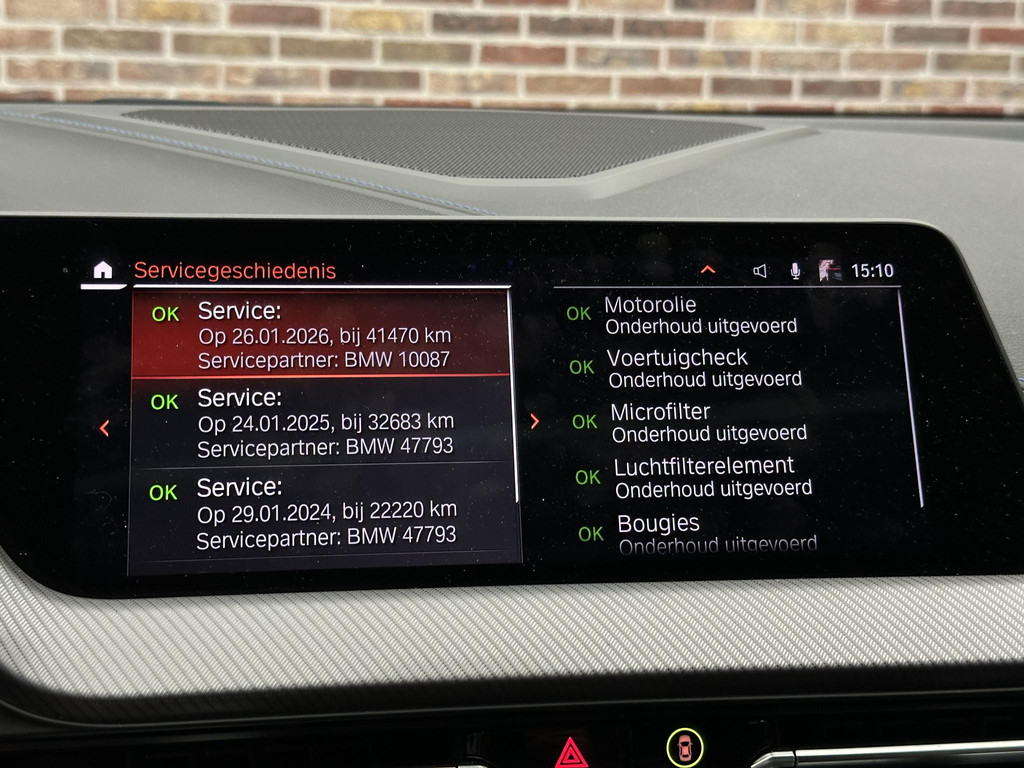 Servicegeschiedenis
15:10
OK Service:
Op 26.01.2026, bij 41470 km
Servicepartner: BMW 10087
OK Service:
Op 24.01.2025, bij 32683 km
Servicepartner: BMW 47793
OK Service:
Op 29.01.2024, bij 22220 km
Servicepartner: BMW 47793
OK Motorolie
Onderhoud uitgevoerd
OK Voertuigcheck
Onderhoud uitgevoerd
OK Microfilter
Onderhoud uitgevoerd
OK Luchtfilterelement
Onderhoud uitgevoerd
OK Bougies
Onderhoud uitgevoerd